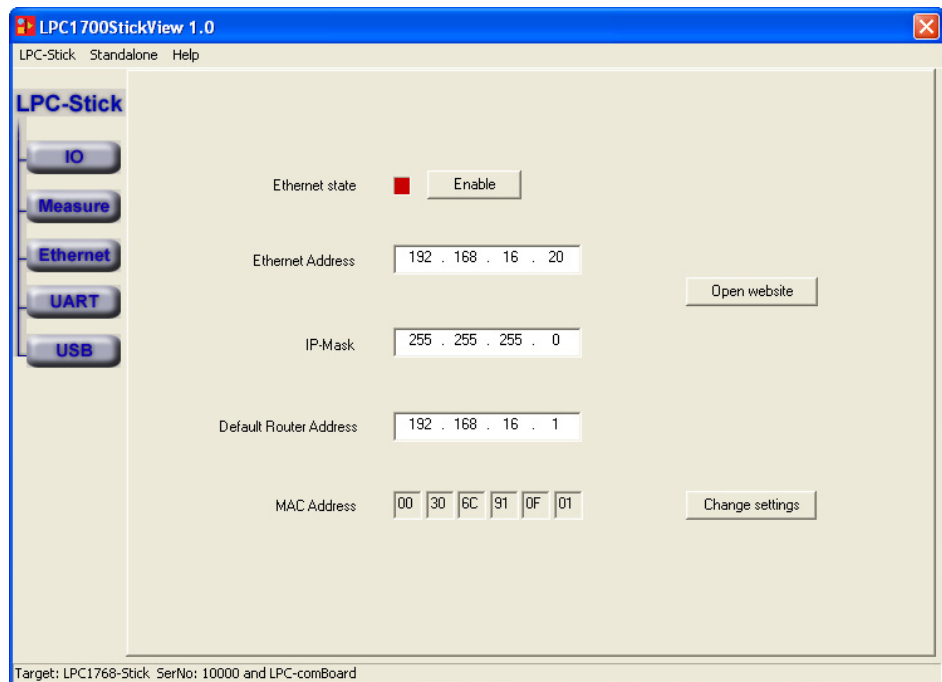 LPC1700StickView 1.0
LPC-Stick Standalone Help
LPC-Stick
IO
Measure
Ethernet
UART
USB
Ethernet state Enable
Ethernet Address 192 . 168 . 16 . 20
Open website
IP-Mask 255 . 255 . 255 . 0
Default Router Address 192 . 168 . 16 . 1
MAC Address 00 30 6C 91 0F 01 Change settings
Target: LPC1768-Stick SerNo: 10000 and LPC-comBoard